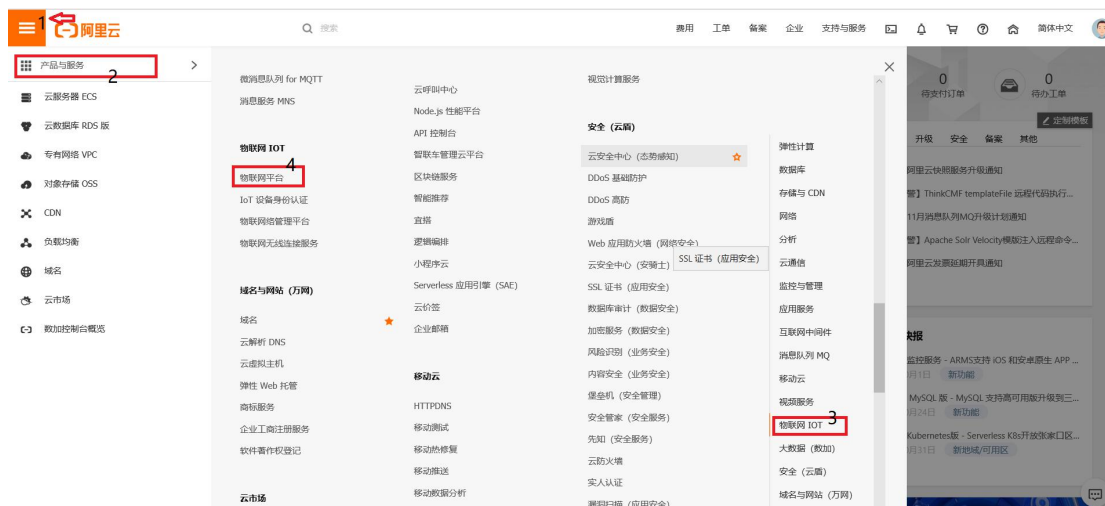 1
阿里云
搜索
费用 工单 备案 企业 支持与服务 简体中文
产品与服务
2
云服务器 ECS
云数据库 RDS 版
专有网络 VPC
对象存储 OSS
CDN
负载均衡
域名
云市场
数加控制台概览
微消息队列 for MQTT
消息服务 MNS
物联网 IOT
4
物联网平台
IoT 设备身份认证
物联网络管理平台
物联网无线连接服务
域名与网站 (万网)
域名
云解析 DNS
云虚拟主机
弹性 Web 托管
商标服务
企业工商注册服务
软件著作权登记
云市场
云呼叫中心
Node.js 性能平台
API 控制台
智联车管理云平台
区块链服务
智能推荐
宜搭
逻辑编排
小程序云
Serverless 应用引擎 (SAE)
云价签
企业邮箱
移动云
HTTPDNS
移动测试
移动热修复
移动推送
移动数据分析
视觉计算服务
安全 (云盾)
云安全中心 (态势感知)
DDoS 基础防护
DDoS 高防
游戏盾
Web 应用防火墙 (网络安全)
云安全中心 (安骑士)
SSL 证书 (应用安全)
SSL 证书 (应用安全)
数据库审计 (数据安全)
加密服务 (数据安全)
风险识别 (业务安全)
内容安全 (业务安全)
堡垒机 (安全管理)
安全管家 (安全服务)
先知 (安全服务)
云防火墙
实人认证
漏洞扫描 (应用安全)
弹性计算
数据库
存储与 CDN
网络
分析
云通信
监控与管理
应用服务
互联网中间件
消息队列 MQ
移动云
视频服务
物联网 IOT
3
大数据 (数加)
安全 (云盾)
域名与网站 (万网)
0
待支付订单
0
待办工单
定制模板
升级 安全 备案 其他
阿里云快照服务升级通知
警】ThinkCMF templateFile 远程代码执行...
11月消息队列MQ升级计划通知
警】Apache Solr Velocity模版注入远程命令...
阿里云发票延期开具通知
快报
监控服务 - ARMS支持 iOS 和安卓原生 APP ...
月1日 新功能
MySQL 版 - MySQL 支持高可用版升级到三...
月24日 新功能
Kubernetes版 - Serverless K8s开放张家口区...
月31日 新地域/可用区